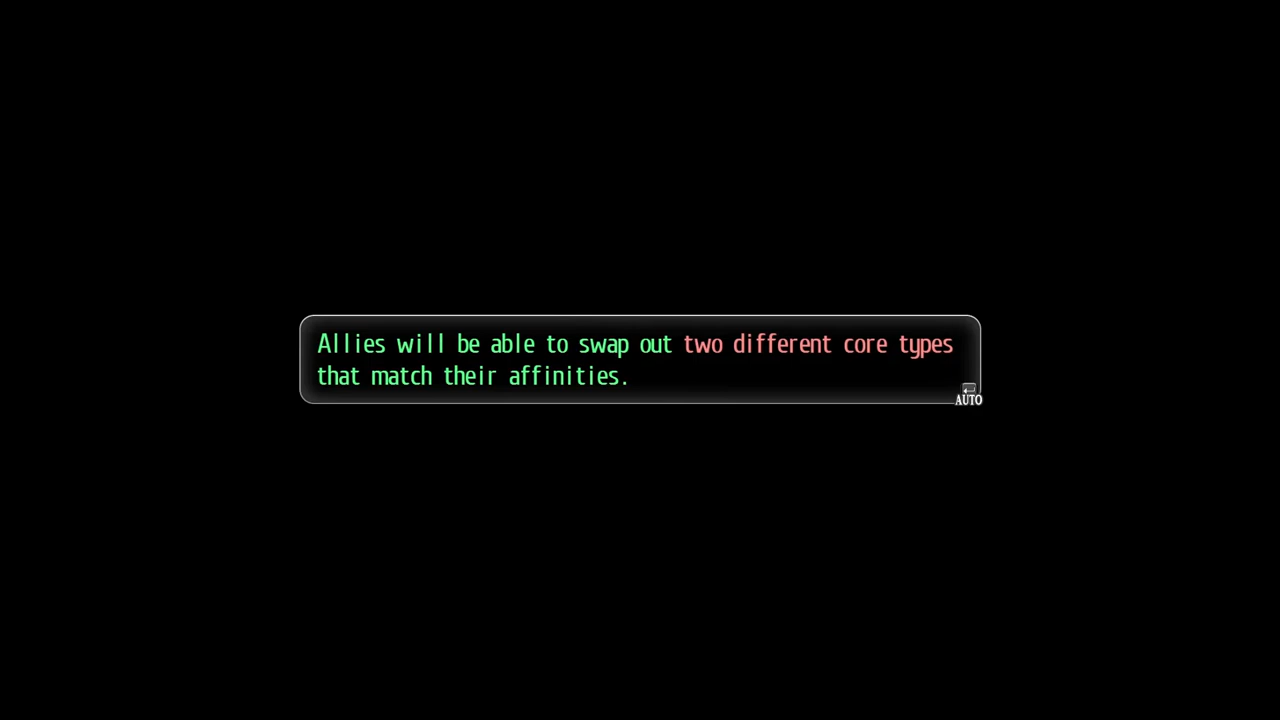 Allies will be able to swap out two different core types
that match their affinities.
AUTO